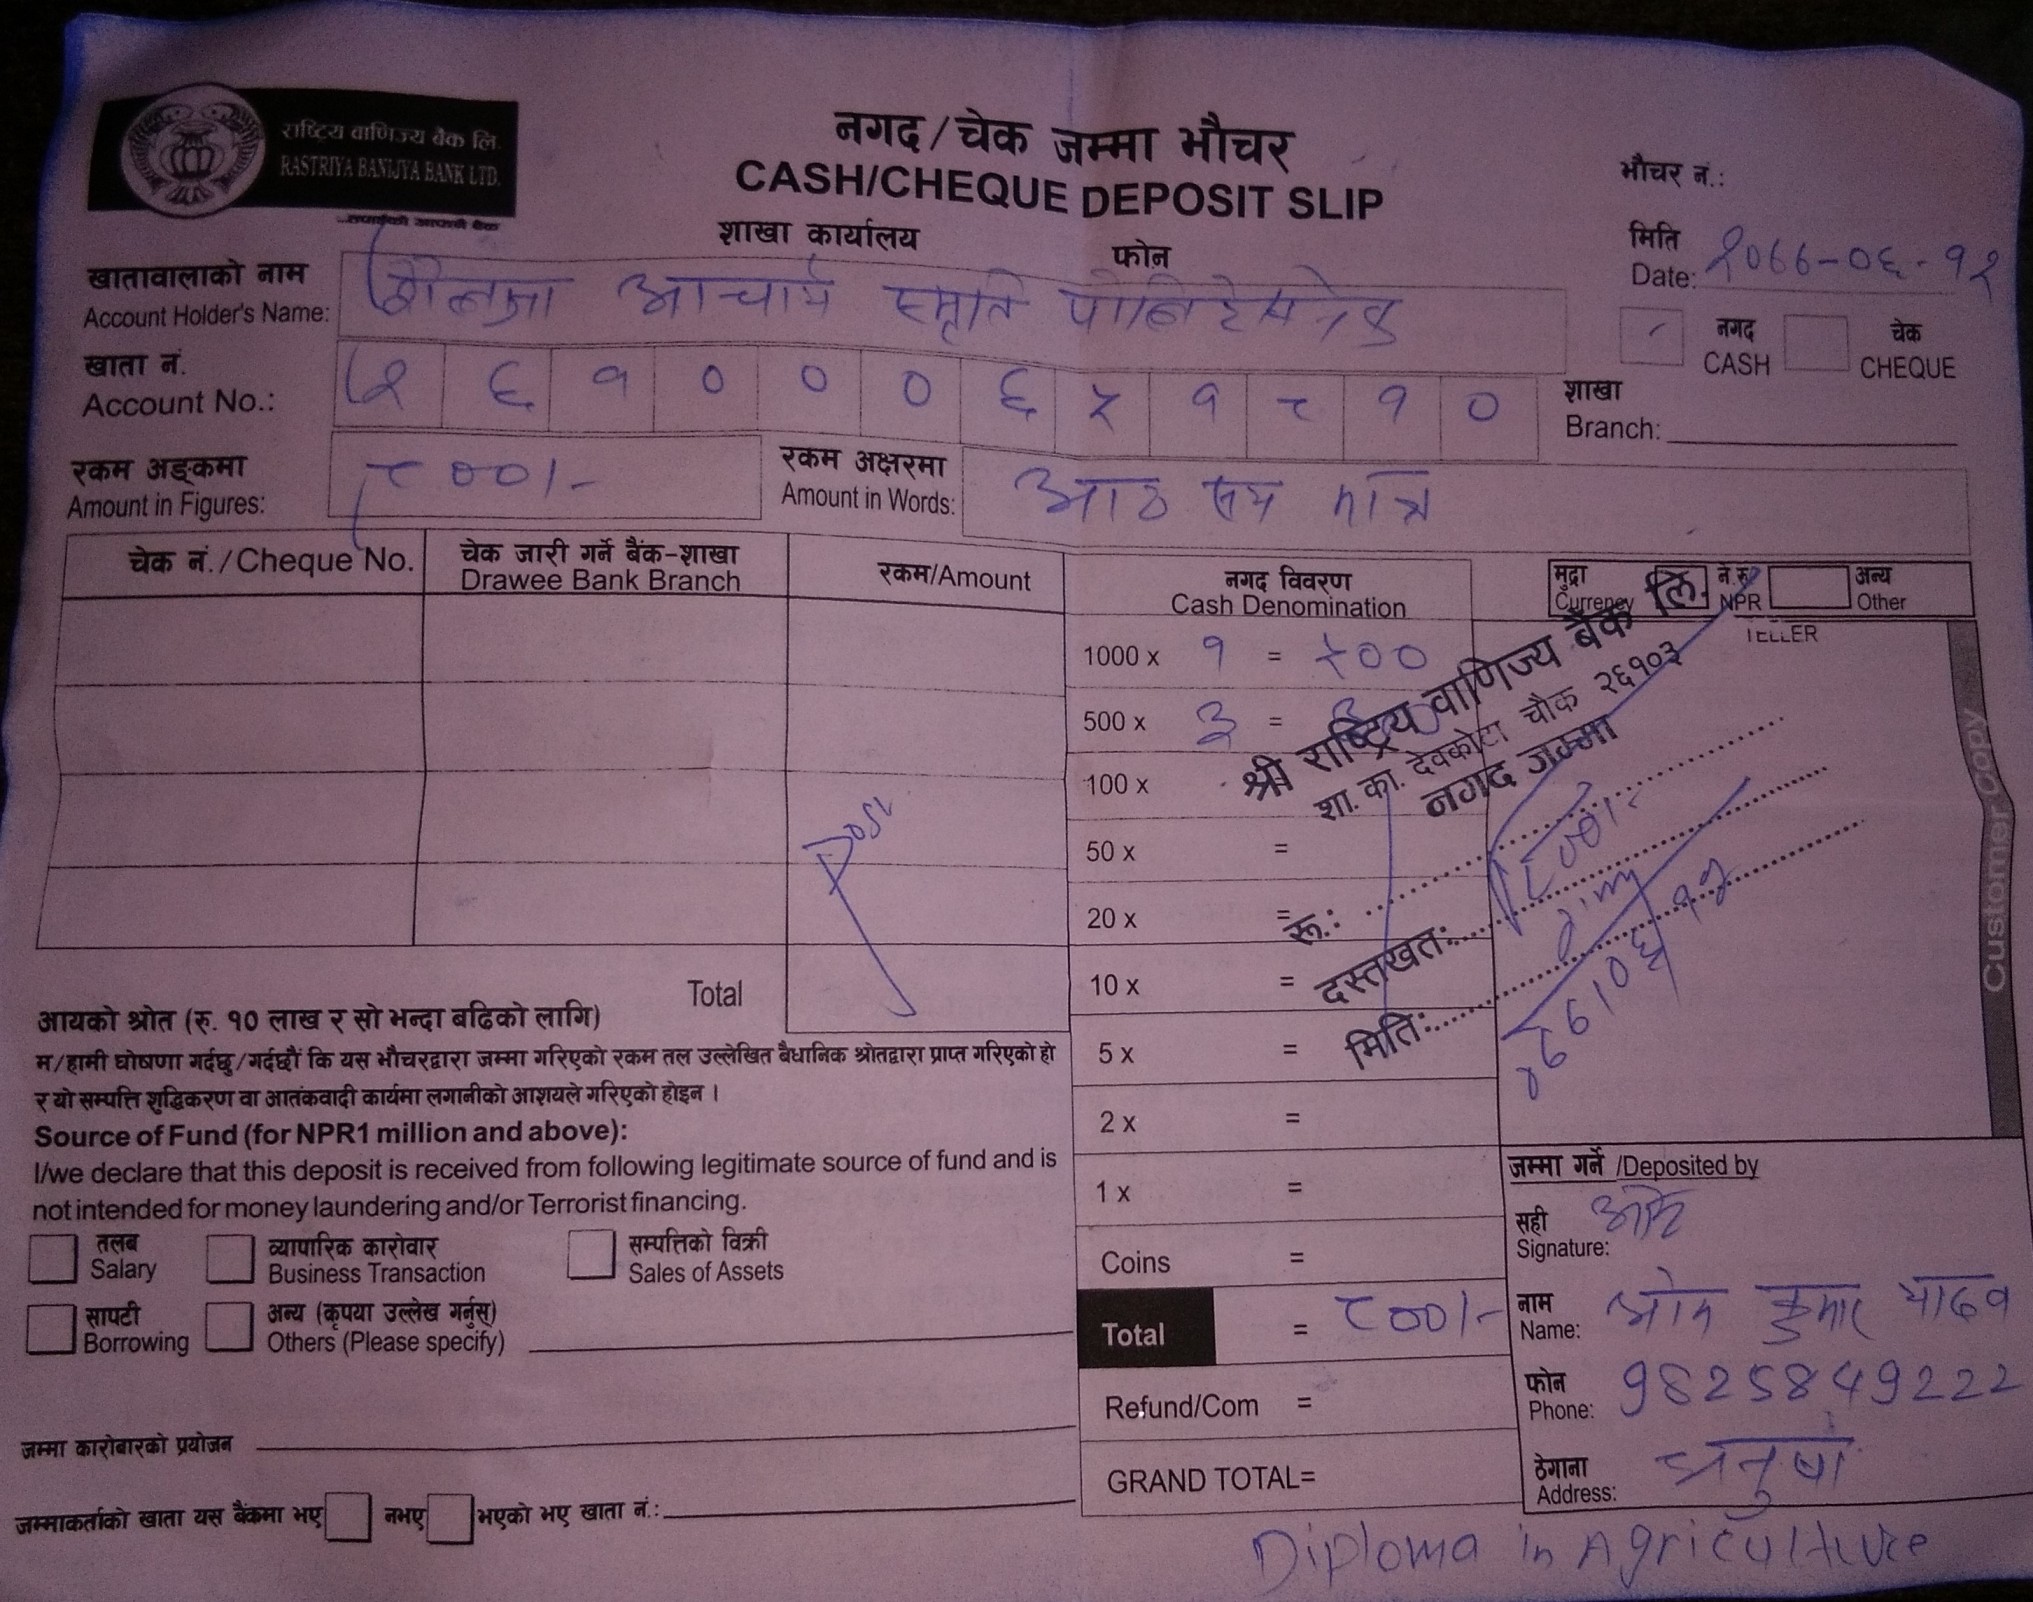 राष्ट्रिय वाणिज्य बैंक लि.
RASTRIYA BANIJYA BANK LTD.
...तपाईंको आफ्नै बैंक
नगद/चेक जम्मा भौचर
CASH/CHEQUE DEPOSIT SLIP
शाखा कार्यालय फोन
भौचर नं.:
मिति
Date: २०७७-०६-१२
खातावालाको नाम
Account Holder's Name: शैलजा आचार्य स्मृति
नगद
CASH
चेक
CHEQUE
खाता नं.
Account No.: २ ६ १ ० ० ० ६ ५ १ ८ १ ०
शाखा
Branch:
रकम अङ्कमा
Amount in Figures: ८००।-
रकम अक्षरमा
Amount in Words: आठ सय मात्र
चेक नं./Cheque No.
चेक जारी गर्ने बैंक-शाखा
Drawee Bank Branch
रकम/Amount
नगद विवरण
Cash Denomination
मुद्रा
Currency
ने.रु
NPR
अन्य
Other
TELLER
1000 x १ = ५००
500 x ३ =
100 x
50 x =
20 x =
10 x =
5 x =
2 x =
1 x =
Coins =
Total = ८००।-
Refund/Com =
GRAND TOTAL=
श्री राष्ट्रिय वाणिज्य बैंक लि.
शा. का. देवकोटा चौक २६१०३
नगद जम्मा
रू.: ८००।-
दस्तखत:
मिति:
Customer Copy
Total
आयको श्रोत (रु. १० लाख र सो भन्दा बढिको लागि)
म/हामी घोषणा गर्दछु/गर्दछौं कि यस भौचरद्वारा जम्मा गरिएको रकम तल उल्लेखित बैधानिक श्रोतद्वारा प्राप्त गरिएको हो
र यो सम्पत्ति शुद्धिकरण वा आतंकवादी कार्यमा लगानीको आशयले गरिएको होइन ।
Source of Fund (for NPR1 million and above):
I/we declare that this deposit is received from following legitimate source of fund and is
not intended for money laundering and/or Terrorist financing.
तलब
Salary
व्यापारिक कारोवार
Business Transaction
सम्पत्तिको विक्री
Sales of Assets
सापटी
Borrowing
अन्य (कृपया उल्लेख गर्नुस्)
Others (Please specify)
जम्मा कारोबारको प्रयोजन
जम्माकर्ताको खाता यस बैंकमा भए नभए भएको भए खाता नं.:
जम्मा गर्ने /Deposited by
सही
Signature:
नाम
Name: ओम कुमार यादव
फोन
Phone: 9825849222
ठेगाना
Address: धनुषा
Diploma in Agriculture